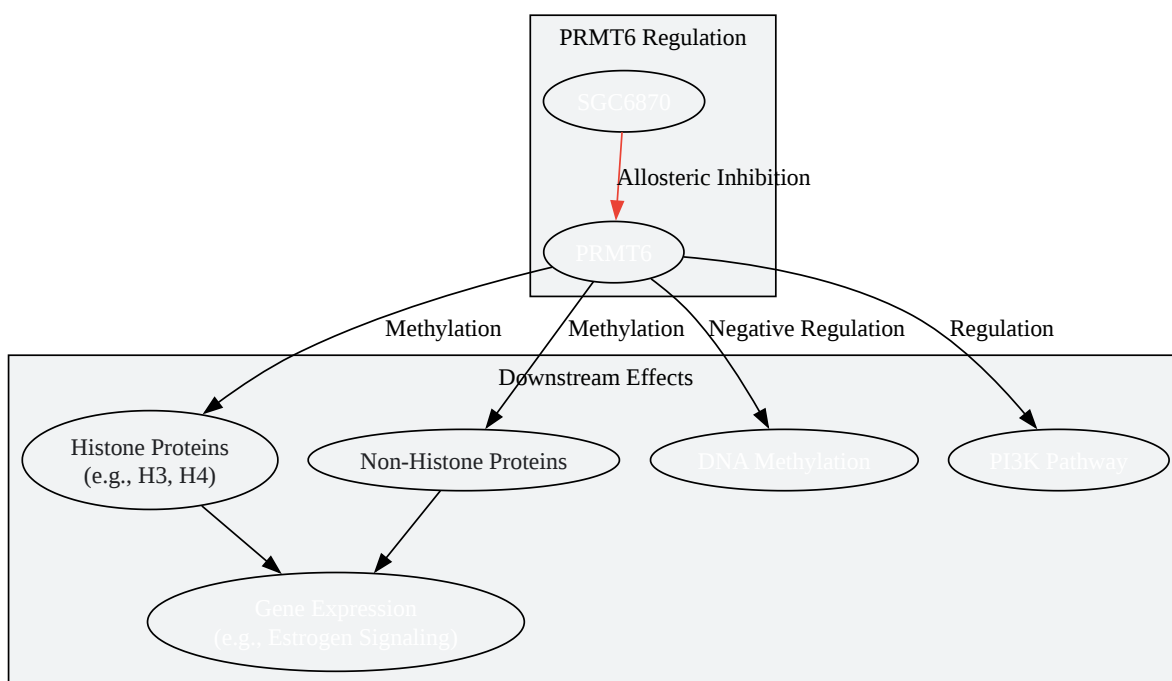 PRMT6 Regulation
SGC6870
Allosteric Inhibition
PRMT6
Methylation
Methylation
Negative Regulation
Regulation
Downstream Effects
Histone Proteins
(e.g., H3, H4)
Non-Histone Proteins
DNA Methylation
PI3K Pathway
Gene Expression
(e.g., Estrogen Signaling)